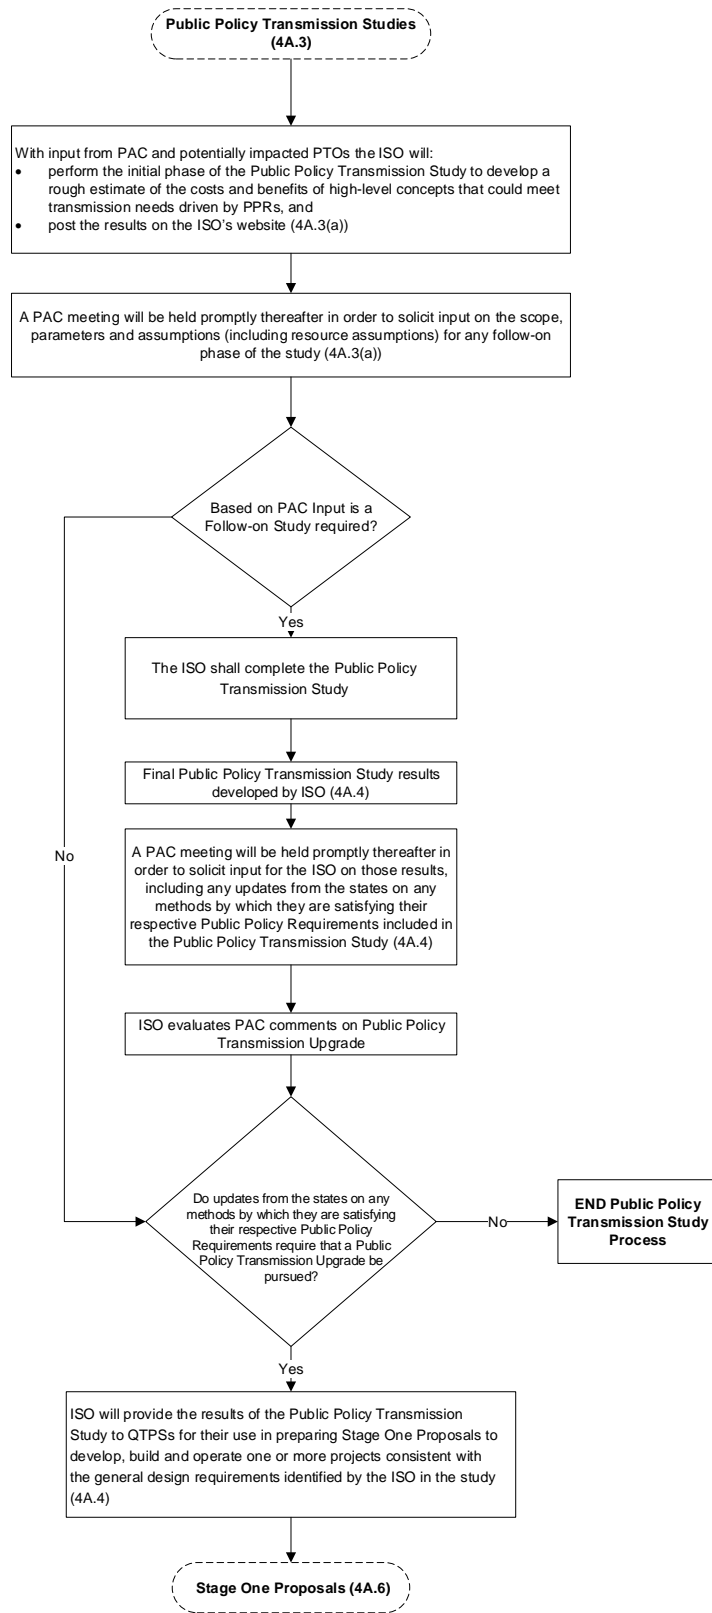 Public Policy Transmission Studies
(4A.3)
With input from PAC and potentially impacted PTOs the ISO will:
• perform the initial phase of the Public Policy Transmission Study to develop a
rough estimate of the costs and benefits of high-level concepts that could meet
transmission needs driven by PPRs, and
• post the results on the ISO's website (4A.3(a))
A PAC meeting will be held promptly thereafter in order to solicit input on the scope,
parameters and assumptions (including resource assumptions) for any follow-on
phase of the study (4A.3(a))
Based on PAC Input is a
Follow-on Study required?
Yes
The ISO shall complete the Public Policy
Transmission Study
Final Public Policy Transmission Study results
developed by ISO (4A.4)
No
A PAC meeting will be held promptly thereafter in
order to solicit input for the ISO on those results,
including any updates from the states on any
methods by which they are satisfying their
respective Public Policy Requirements included in
the Public Policy Transmission Study (4A.4)
ISO evaluates PAC comments on Public Policy
Transmission Upgrade
Do updates from the states on any
methods by which they are satisfying
their respective Public Policy
Requirements require that a Public
Policy Transmission Upgrade be
pursued?
No
END Public Policy
Transmission Study
Process
Yes
ISO will provide the results of the Public Policy Transmission
Study to QTPSs for their use in preparing Stage One Proposals to
develop, build and operate one or more projects consistent with
the general design requirements identified by the ISO in the study
(4A.4)
Stage One Proposals (4A.6)